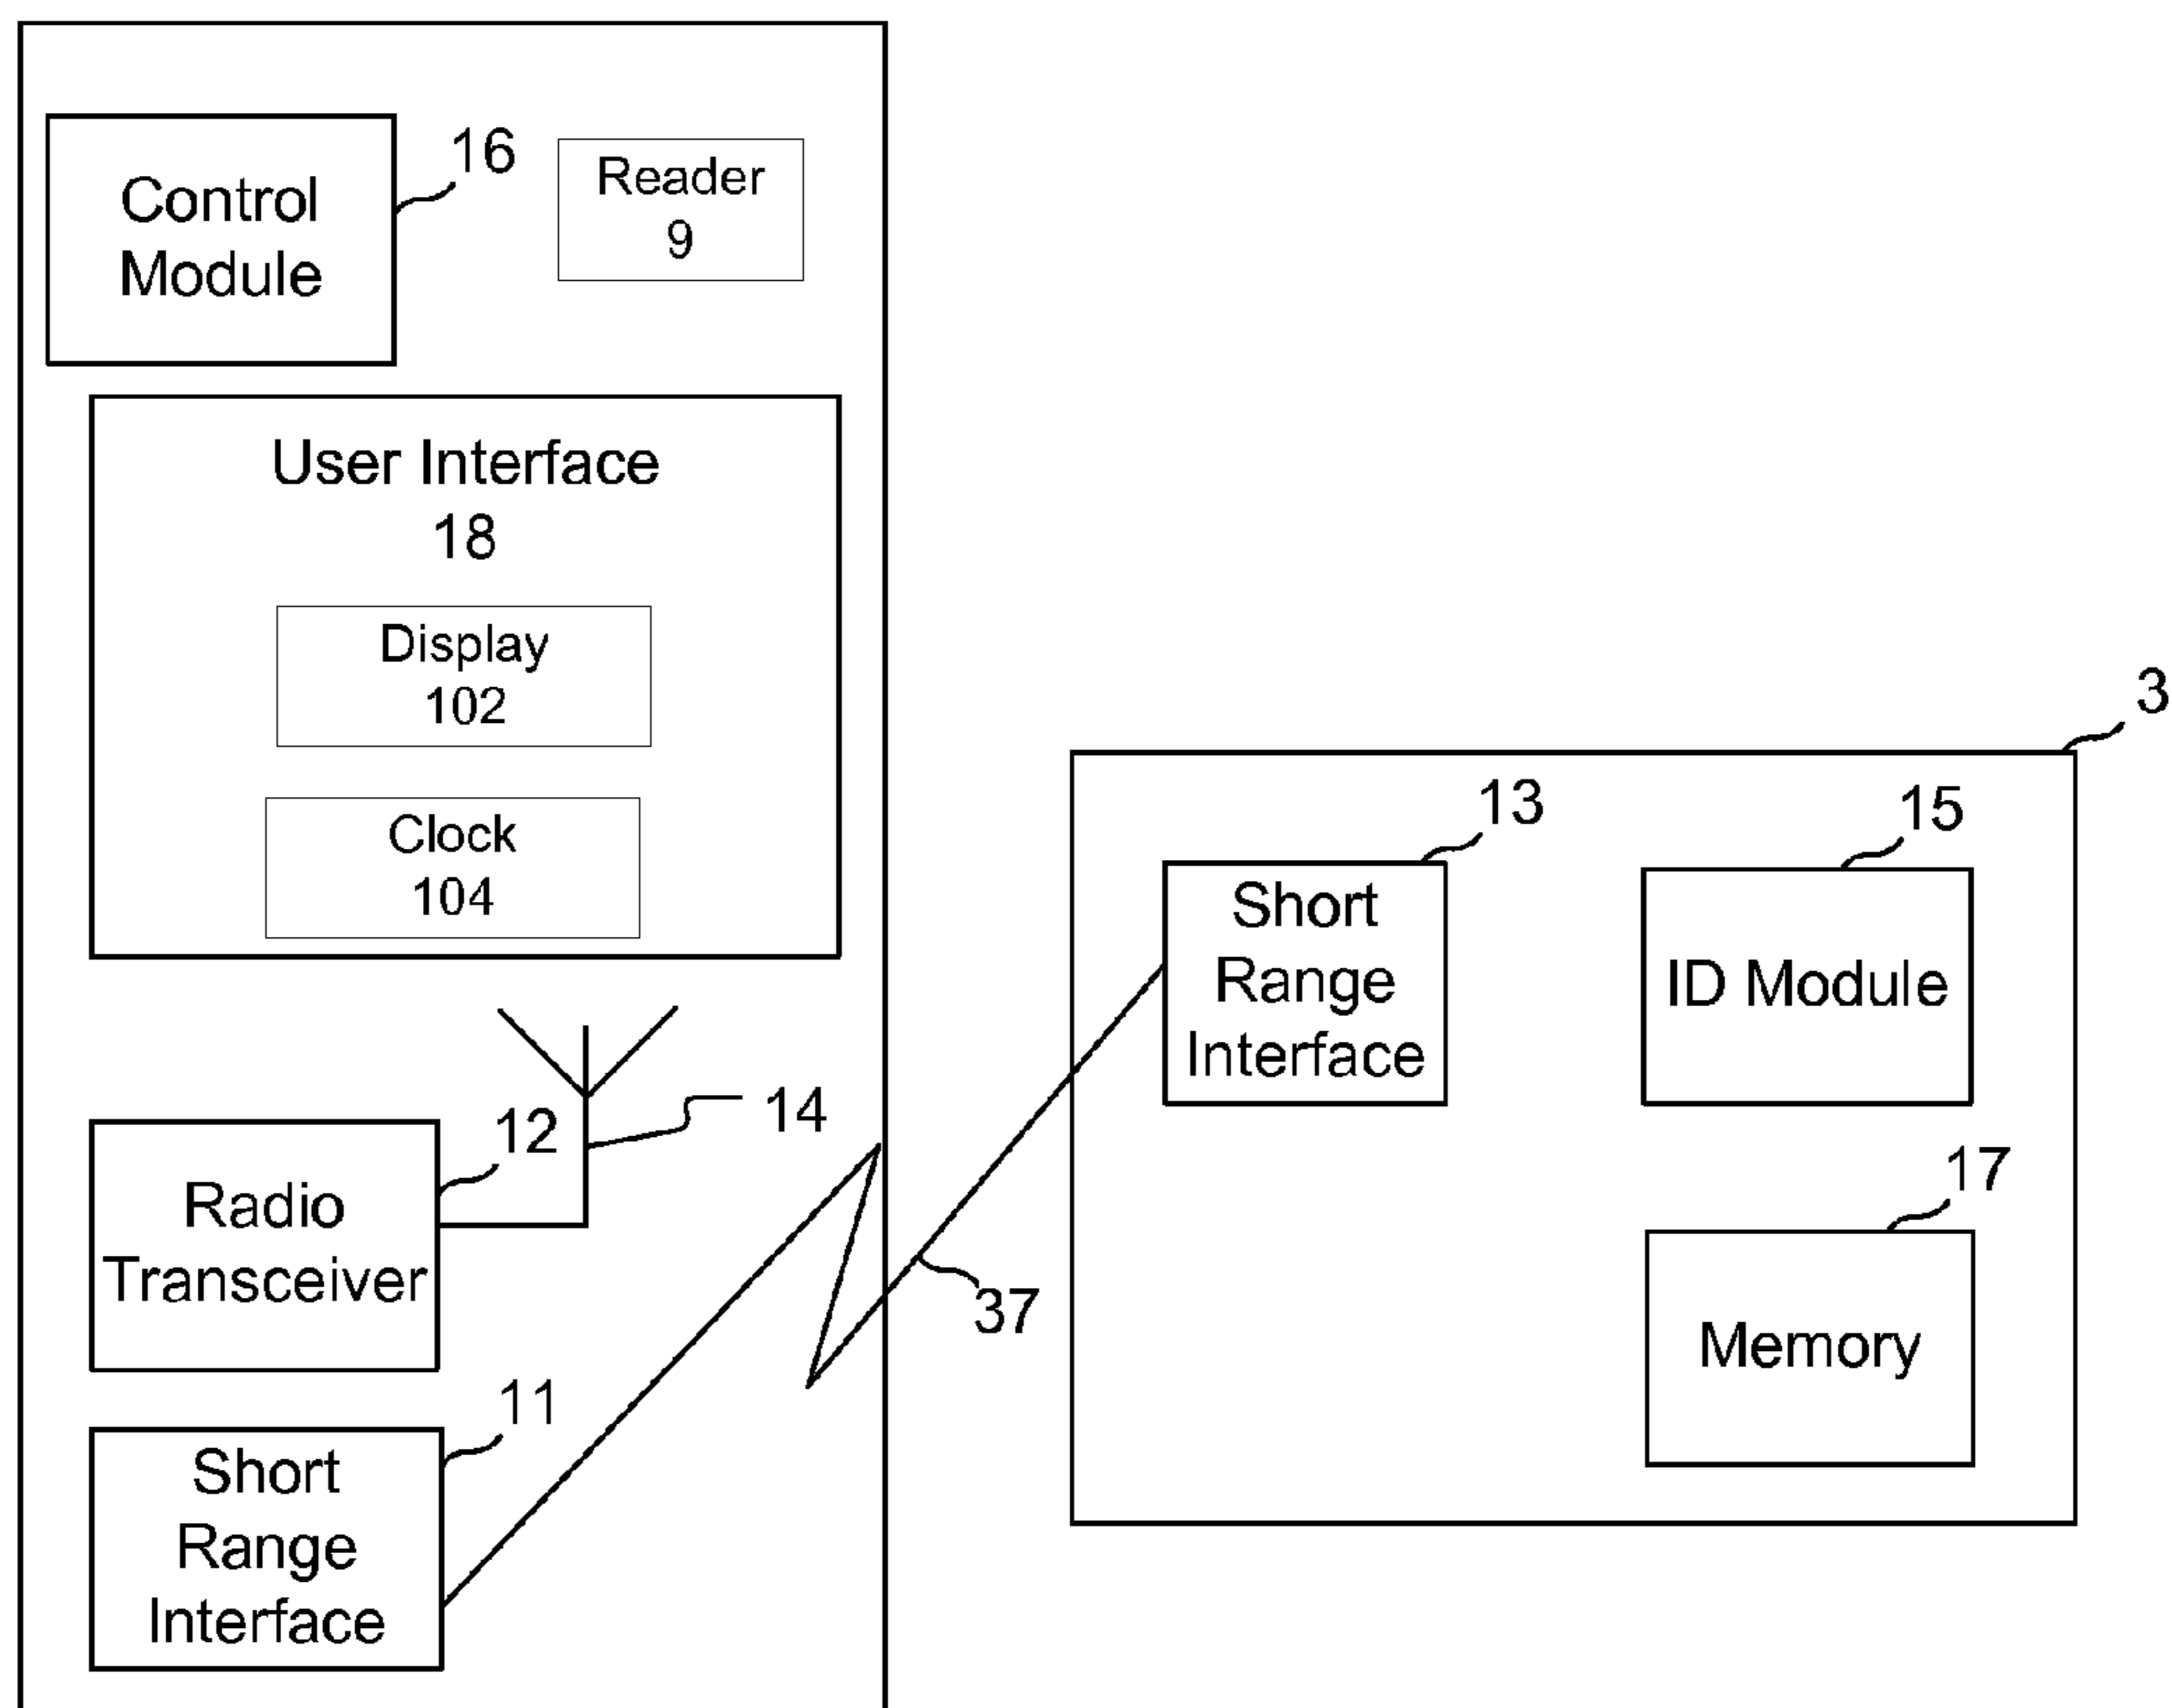 Control
Module
16
Reader
9
User Interface
18
Display
102
Clock
104
14
12
Radio
Transceiver
11
Short
Range
Interface
37
3
13
Short
Range
Interface
15
ID Module
17
Memory